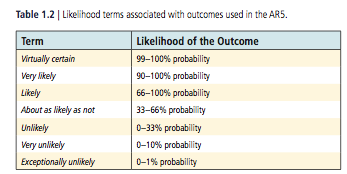 Table 1.2 | Likelihood terms associated with outcomes used in the AR5.
Term Likelihood of the Outcome
Virtually certain 99–100% probability
Very likely 90–100% probability
Likely 66–100% probability
About as likely as not 33–66% probability
Unlikely 0–33% probability
Very unlikely 0–10% probability
Exceptionally unlikely 0–1% probability